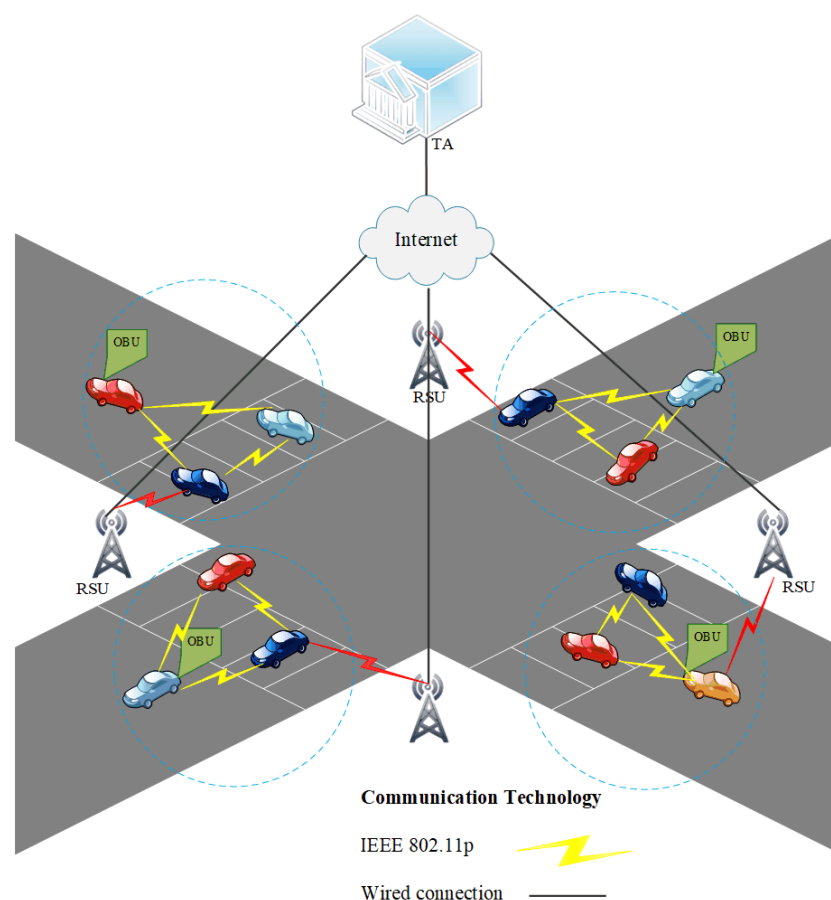 TA
Internet
OBU
OBU
RSU
RSU
RSU
OBU
OBU
Communication Technology
IEEE 802.11p
Wired connection